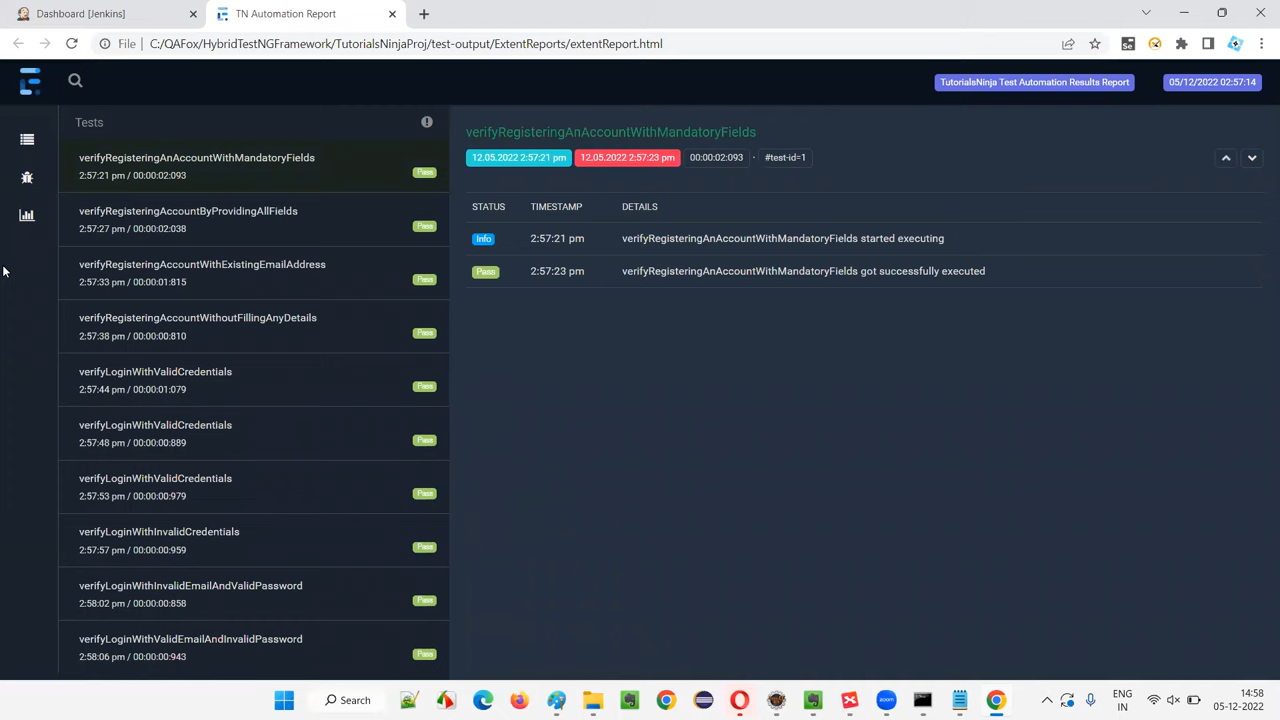 Dashboard [Jenkins]
TN Automation Report
File
C:/QAFox/HybridTestNGFramework/TutorialsNinjaProj/test-output/ExtentReports/extentReport.html
TutorialsNinja Test Automation Results Report
05/12/2022 02:57:14
Tests
verifyRegisteringAnAccountWithMandatoryFields
2:57:21 pm / 00:00:02:093
Pass
verifyRegisteringAccountByProvidingAllFields
2:57:27 pm / 00:00:02:038
Pass
verifyRegisteringAccountWithExistingEmailAddress
2:57:33 pm / 00:00:01:815
Pass
verifyRegisteringAccountWithoutFillingAnyDetails
2:57:38 pm / 00:00:00:810
Pass
verifyLoginWithValidCredentials
2:57:44 pm / 00:00:01:079
Pass
verifyLoginWithValidCredentials
2:57:48 pm / 00:00:00:889
Pass
verifyLoginWithValidCredentials
2:57:53 pm / 00:00:00:979
Pass
verifyLoginWithInvalidCredentials
2:57:57 pm / 00:00:00:959
Pass
verifyLoginWithInvalidEmailAndValidPassword
2:58:02 pm / 00:00:00:858
Pass
verifyLoginWithValidEmailAndInvalidPassword
2:58:06 pm / 00:00:00:943
Pass
verifyRegisteringAnAccountWithMandatoryFields
12.05.2022 2:57:21 pm
12.05.2022 2:57:23 pm
00:00:02:093
· #test-id=1
STATUS TIMESTAMP DETAILS
Info 2:57:21 pm verifyRegisteringAnAccountWithMandatoryFields started executing
Pass 2:57:23 pm verifyRegisteringAnAccountWithMandatoryFields got successfully executed
Search
zoom
ENG
IN
14:58
05-12-2022